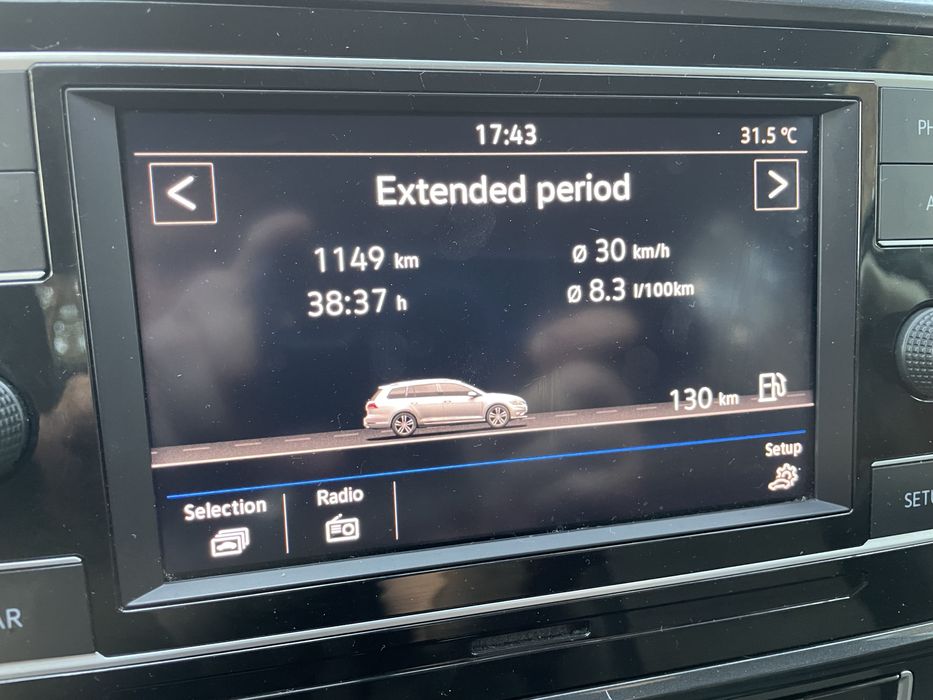 17:43 31.5 °C
Extended period
1149 km Ø 30 km/h
38:37 h Ø 8.3 l/100km
130 km
Setup
Selection Radio